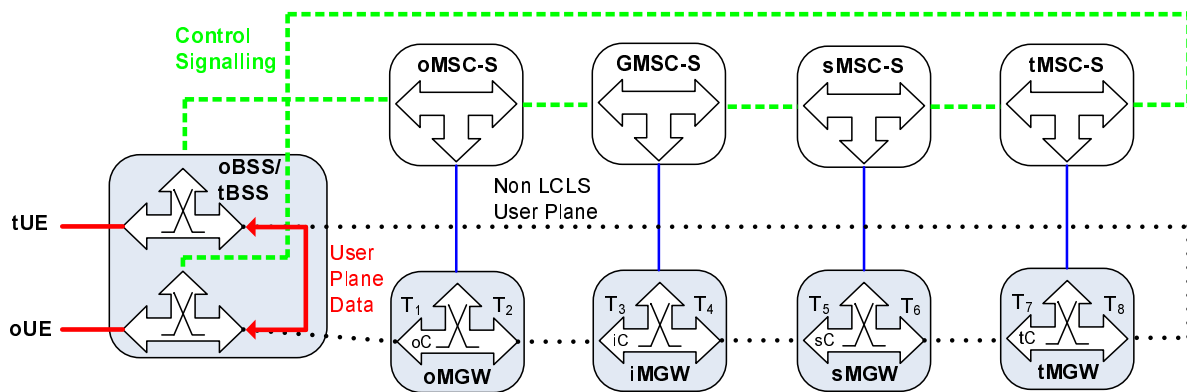 Control
Signalling
oMSC-S
GMSC-S
sMSC-S
tMSC-S
oBSS/
tBSS
Non LCLS
User Plane
tUE
User
Plane
Data
oUE
T1 T2
oC
oMGW
T3 T4
iC
iMGW
T5 T6
sC
sMGW
T7 T8
tC
tMGW